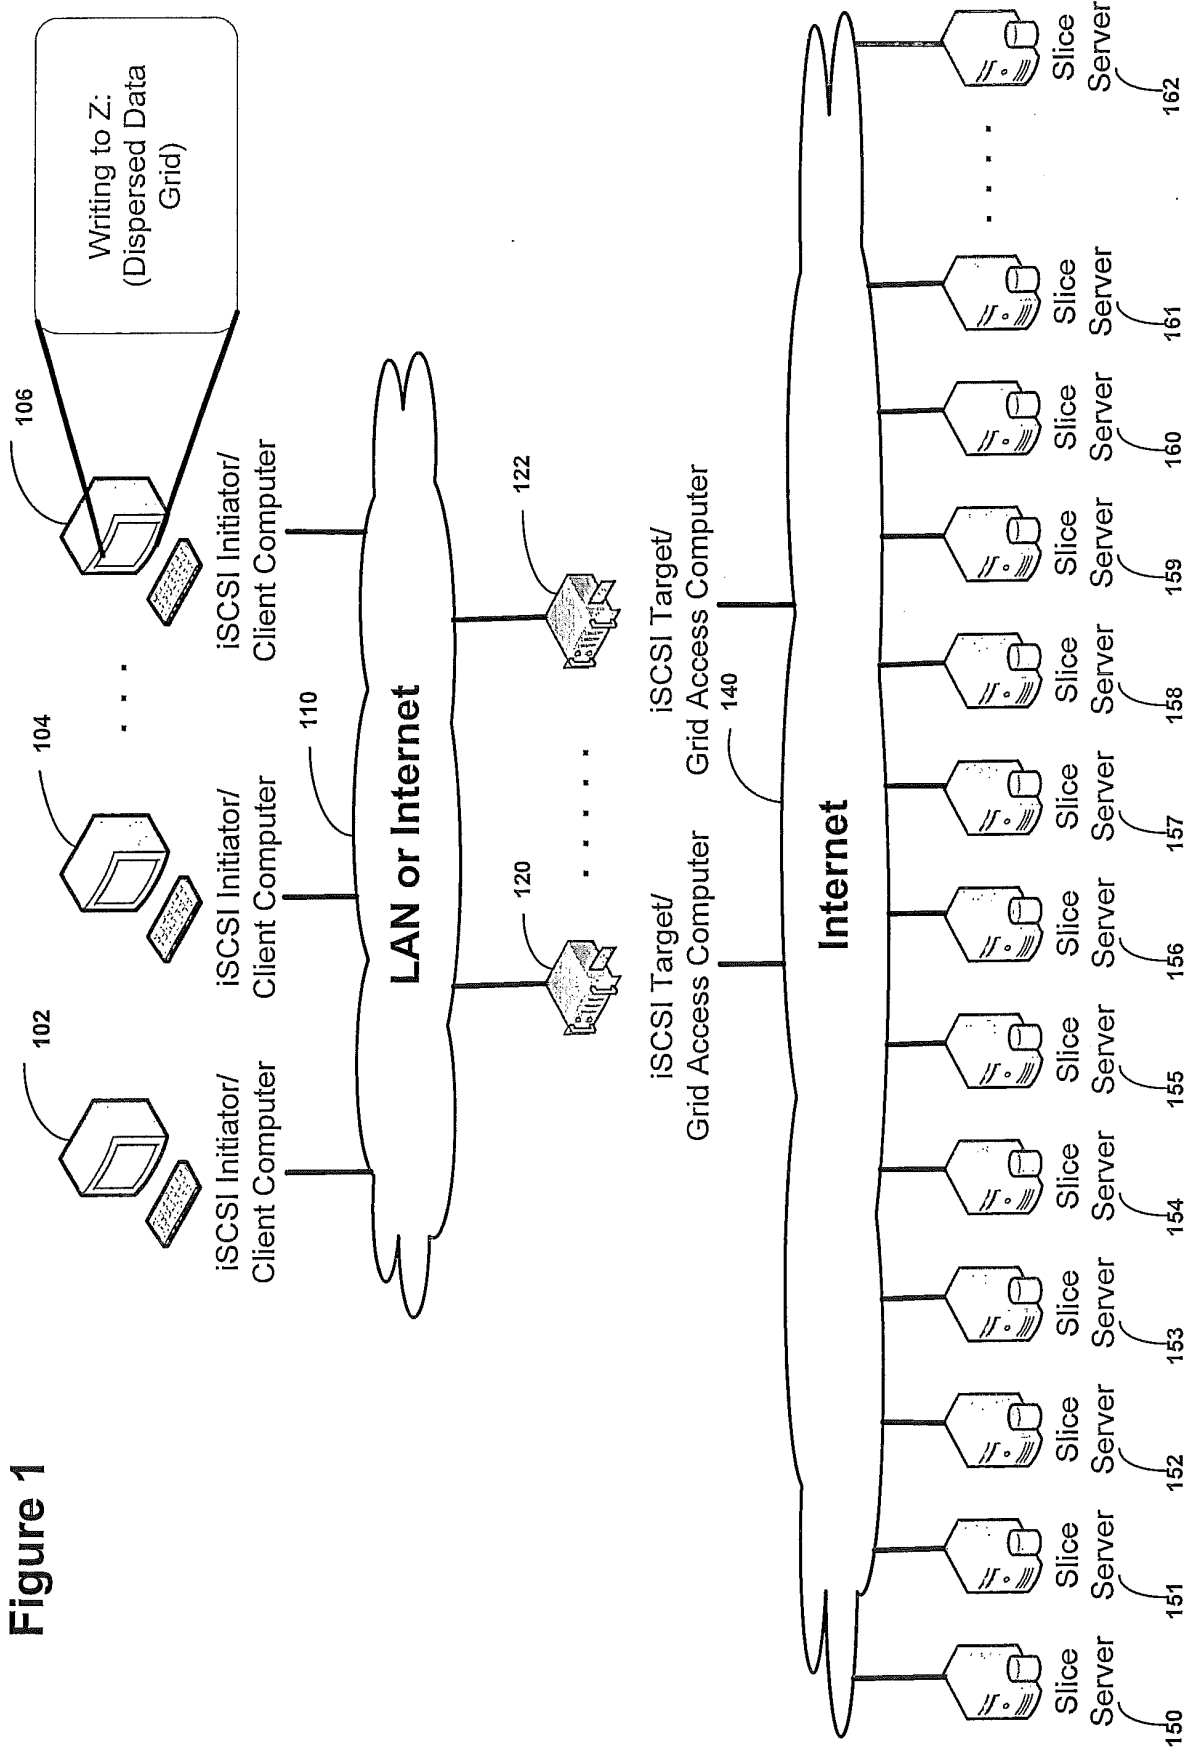 Figure 1
102
104
106
Writing to Z:
(Dispersed Data
Grid)
iSCSI Initiator/
Client Computer
iSCSI Initiator/
Client Computer
iSCSI Initiator/
Client Computer
110
LAN or Internet
120
122
iSCSI Target/
Grid Access Computer
iSCSI Target/
Grid Access Computer
140
Internet
Slice
Server
150
Slice
Server
151
Slice
Server
152
Slice
Server
153
Slice
Server
154
Slice
Server
155
Slice
Server
156
Slice
Server
157
Slice
Server
158
Slice
Server
159
Slice
Server
160
Slice
Server
161
Slice
Server
162